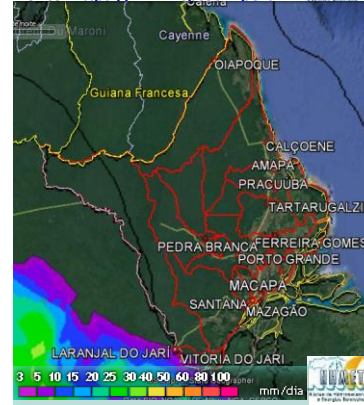 Cayenne
OIAPOQUE
Guiana Francesa
CALÇOENE
AMAPÁ
PRACUUBA
TARTARUGALZI
PEDRA BRANCA
FERREIRA GOMES
PORTO GRANDE
MACAPÁ
SANTANA
MAZAGÃO
LARANJAL DO JARI
VITÓRIA DO JARI
3 5 10 15 20 25 30 40 50 60 80 100
mm/dia